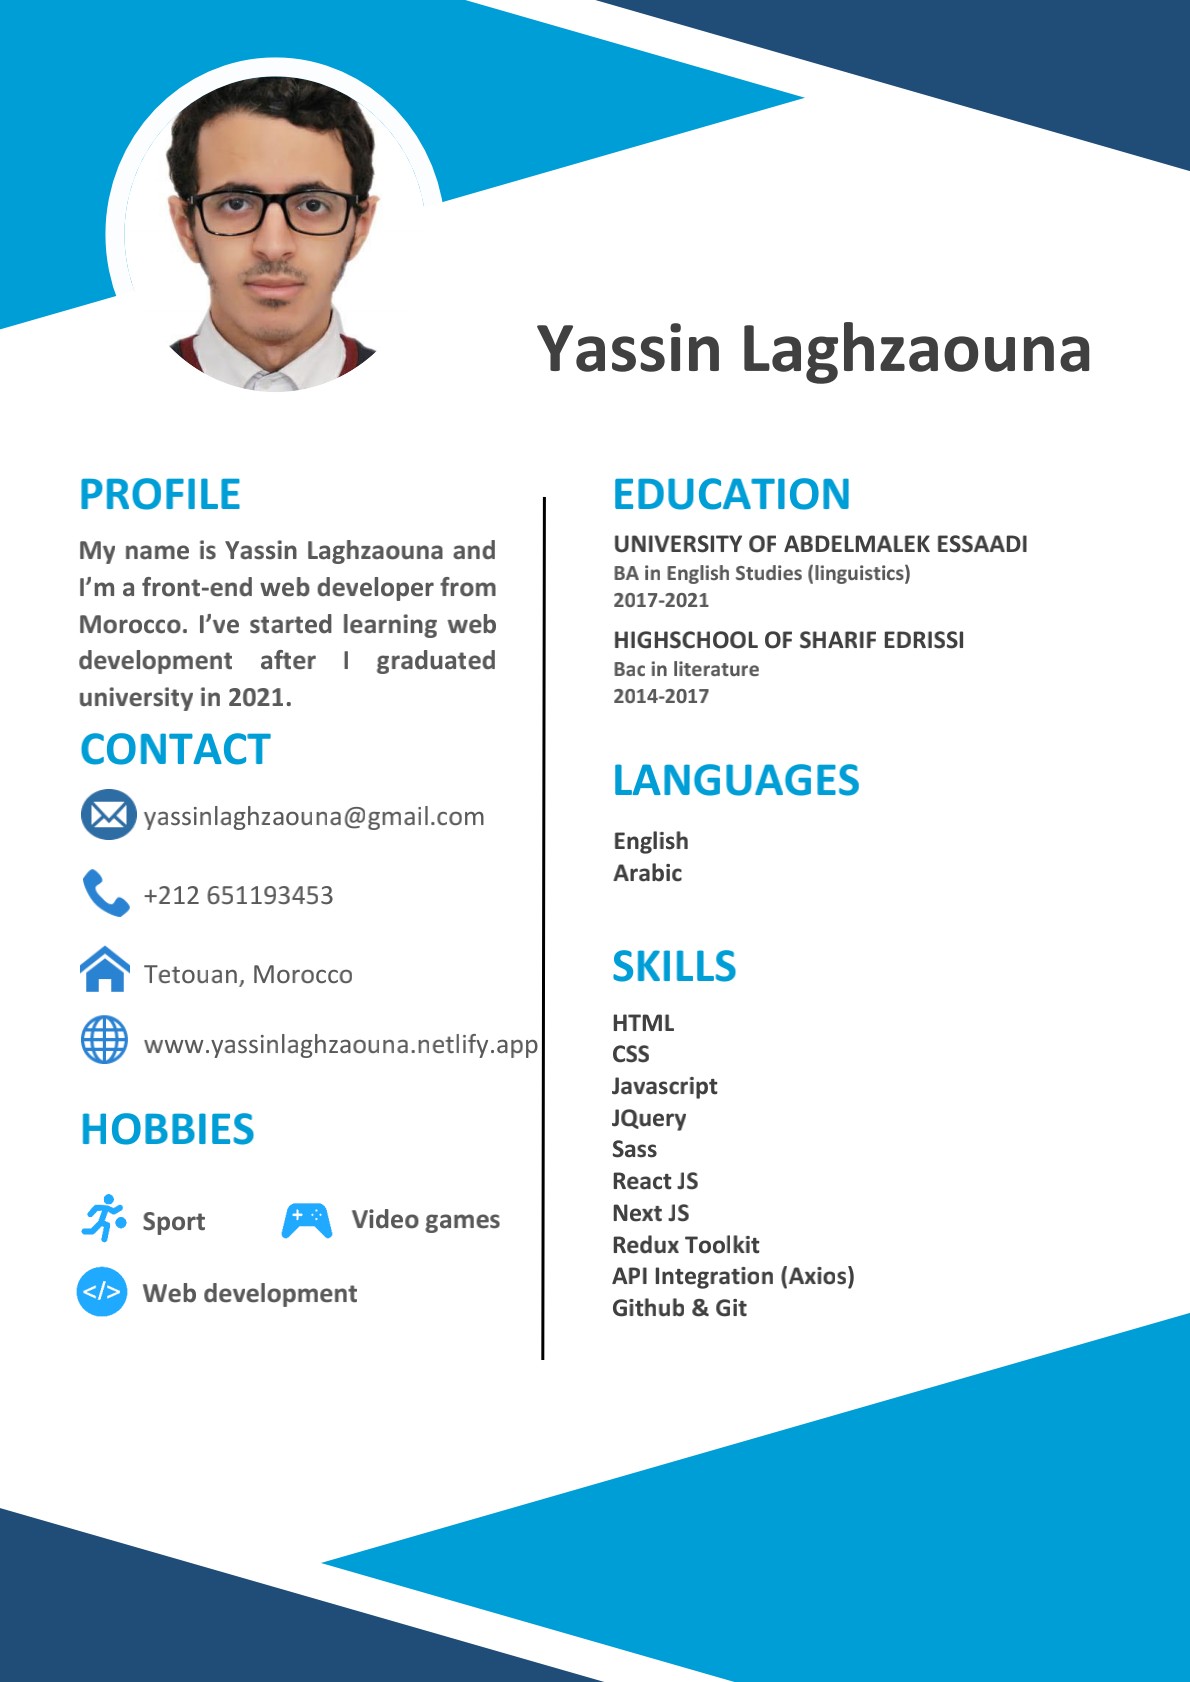 Yassin Laghzaouna
PROFILE
My name is Yassin Laghzaouna and
I’m a front-end web developer from
Morocco. I’ve started learning web
development after I graduated
university in 2021.
CONTACT
yassinlaghzaouna@gmail.com
+212 651193453
Tetouan, Morocco
www.yassinlaghzaouna.netlify.app
HOBBIES
Sport
Video games
</>
Web development
EDUCATION
UNIVERSITY OF ABDELMALEK ESSAADI
BA in English Studies (linguistics)
2017-2021
HIGHSCHOOL OF SHARIF EDRISSI
Bac in literature
2014-2017
LANGUAGES
English
Arabic
SKILLS
HTML
CSS
Javascript
JQuery
Sass
React JS
Next JS
Redux Toolkit
API Integration (Axios)
Github & Git